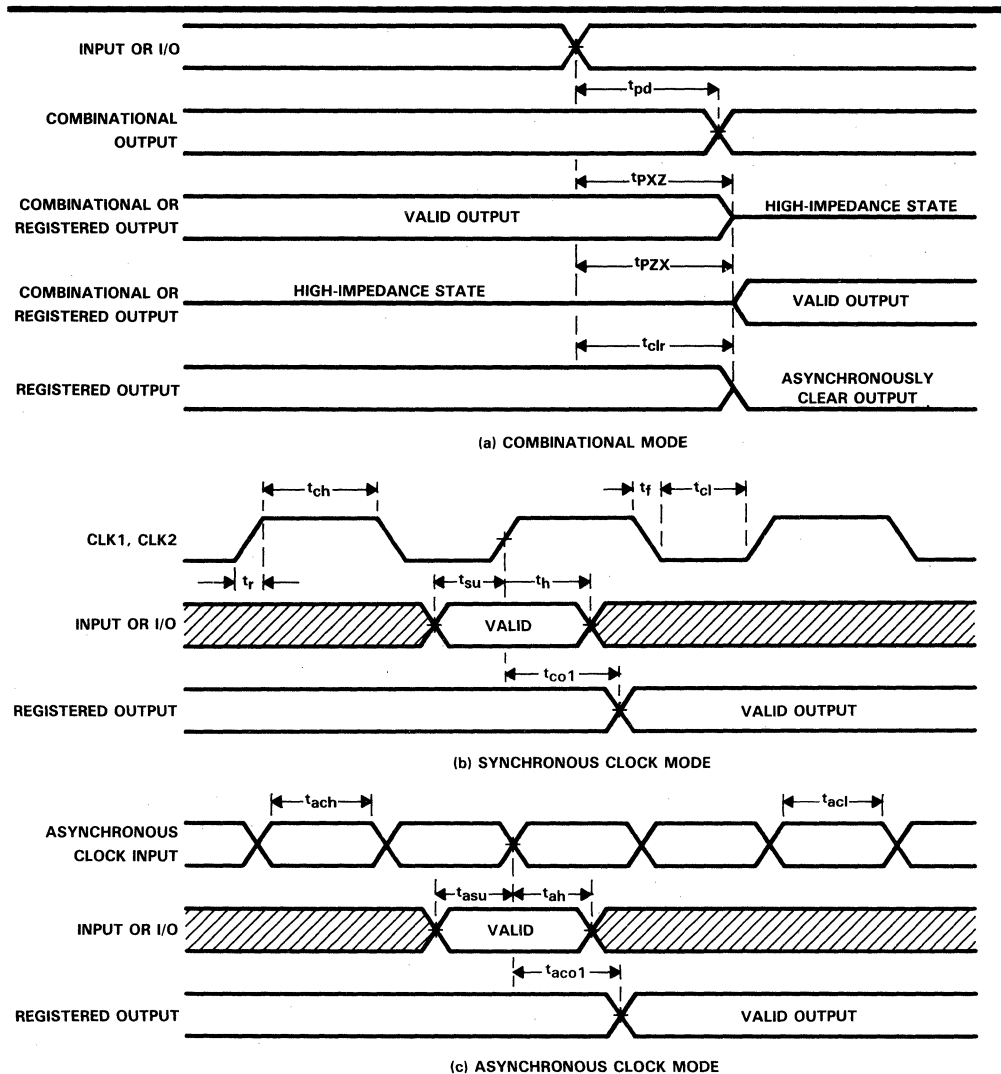 INPUT OR I/O
tpd
COMBINATIONAL
OUTPUT
tPXZ
COMBINATIONAL OR
REGISTERED OUTPUT
VALID OUTPUT
HIGH-IMPEDANCE STATE
tPZX
COMBINATIONAL OR
REGISTERED OUTPUT
HIGH-IMPEDANCE STATE
VALID OUTPUT
tclr
REGISTERED OUTPUT
ASYNCHRONOUSLY
CLEAR OUTPUT
(a) COMBINATIONAL MODE
tch
tf
tcl
CLK1, CLK2
tr
tsu
th
INPUT OR I/O
VALID
tco1
REGISTERED OUTPUT
VALID OUTPUT
(b) SYNCHRONOUS CLOCK MODE
tach
tacl
ASYNCHRONOUS
CLOCK INPUT
tasu
tah
INPUT OR I/O
VALID
taco1
REGISTERED OUTPUT
VALID OUTPUT
(c) ASYNCHRONOUS CLOCK MODE